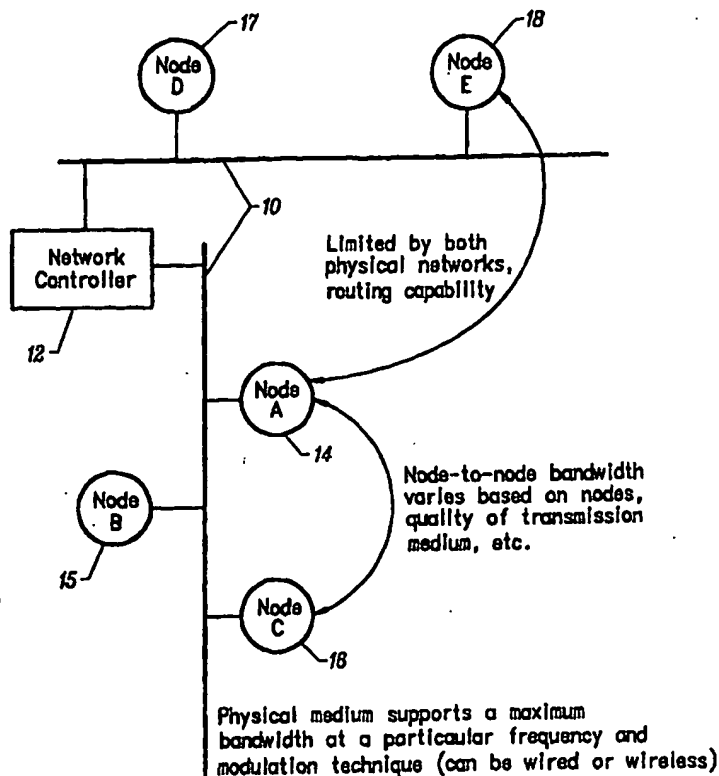 17
18
Node
D
Node
E
10
Network
Controller
12
Limited by both
physical networks,
routing capability
Node
A
14
Node-to-node bandwidth
varies based on nodes,
quality of transmission
medium, etc.
Node
B
15
Node
C
16
Physical medium supports a maximum
bandwidth at a particaular frequency and
modulation technique (can be wired or wireless)